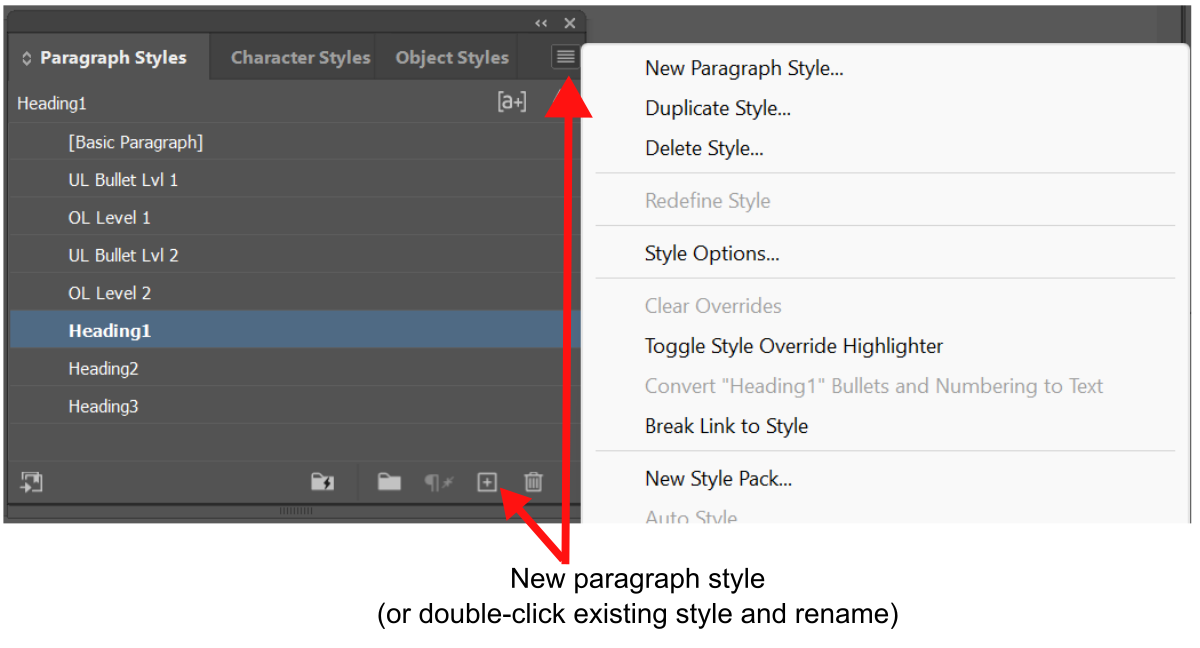 Paragraph Styles
Character Styles
Object Styles
Heading1
[a+]
[Basic Paragraph]
UL Bullet Lvl 1
OL Level 1
UL Bullet Lvl 2
OL Level 2
Heading1
Heading2
Heading3
New Paragraph Style...
Duplicate Style...
Delete Style...
Redefine Style
Style Options...
Clear Overrides
Toggle Style Override Highlighter
Convert "Heading1" Bullets and Numbering to Text
Break Link to Style
New Style Pack...
Auto Style
New paragraph style
(or double-click existing style and rename)